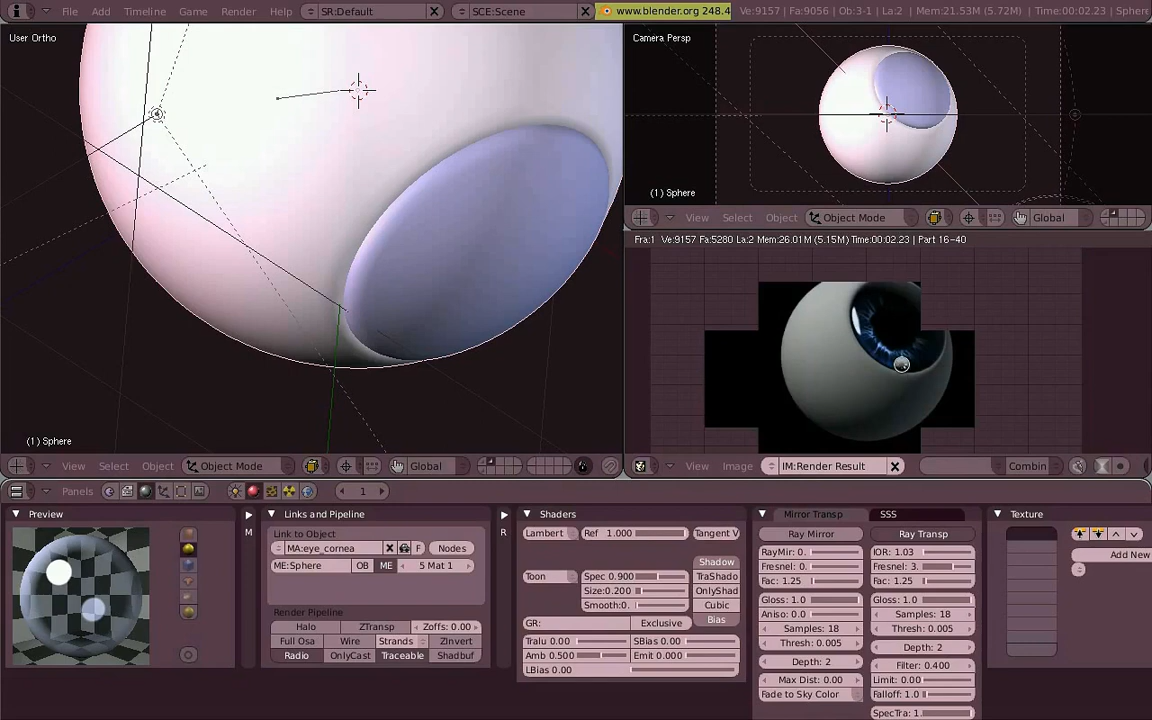 File Add Timeline Game Render Help SR:Default SCE:Scene www.blender.org 248.4 Ve:9157 | Fa:9056 | Ob:3-1 | La:2 | Mem:21.53M (5.72M) | Time:00:02.23 | Spher
User Ortho
Camera Persp
(1) Sphere
View Select Object Object Mode Global
Fra:1 Ve:9157 Fa:5280 La:2 Mem:26.01M (5.15M) Time:00:02.23 | Part 16-40
(1) Sphere
View Select Object Object Mode Global
View Image IM:Render Result Combin
Panels 1
Preview
M
Links and Pipeline
Link to Object
MA:eye_cornea F Nodes
ME:Sphere OB ME 5 Mat 1
Render Pipeline
Halo ZTransp Zoffs: 0.00
Full Osa Wire Strands ZInvert
Radio OnlyCast Traceable Shadbuf
R
Shaders
Lambert Ref 1.000 Tangent V
Shadow
Toon Spec 0.900 TraShado
Size:0.200 OnlyShad
Smooth:0. Cubic
GR: Exclusive Bias
Tralu 0.00 SBias 0.00
Amb 0.500 Emit 0.000
LBias 0.00
Mirror Transp SSS
Ray Mirror Ray Transp
RayMir: 0. IOR: 1.03
Fresnel: 0. Fresnel: 3.
Fac: 1.25 Fac: 1.25
Gloss: 1.0 Gloss: 1.0
Aniso: 0.0 Samples: 18
Samples: 18 Thresh: 0.005
Thresh: 0.005 Depth: 2
Depth: 2 Filter: 0.400
Max Dist: 0.00 Limit: 0.00
Fade to Sky Color Falloff: 1.0
SpecTra: 1.
Texture
Add New